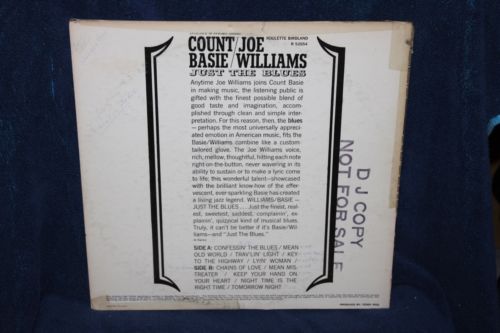 ROULETTE BIRDLAND
R 52054
COUNT/JOE
BASIE/WILLIAMS
JUST THE BLUES
Anytime Joe Williams joins Count Basie
in making music, the listening public is
gifted with the finest possible blend of
good taste and imagination, accom-
plished through clean and simple inter-
pretation. For this reason, then, the blues
– perhaps the most universally appreci-
ated emotion in American music, fits the
Basie/Williams combine like a custom-
tailored glove. The Joe Williams voice,
rich, mellow, thoughtful, hitting each note
right-on-the-button, never wavering in its
ability to sustain or to make a lyric come
to life; this wonderful talent—showcased
with the brilliant know-how of the effer-
vescent, ever-sparkling Basie has created
a living jazz legend. WILLIAMS/BASIE –
JUST THE BLUES . . . Just the finest, real-
est, sweetest, saddest, complainin', ex-
plainin', quizzical kind of musical blues.
Truly, it can't be better if it's Basie/Wil-
liams—and "Just The Blues."
SIDE A: CONFESSIN' THE BLUES / MEAN
OLD WORLD / TRAV'LIN' LIGHT / KEY
TO THE HIGHWAY / LYIN' WOMAN /
SIDE B: CHAINS OF LOVE / MEAN MIS-
TREATER / KEEP YOUR HAND ON
YOUR HEART / NIGHT TIME IS THE
RIGHT TIME / TOMORROW NIGHT
D J COPY
NOT FOR SALE
PRODUCED BY TEDDY REIG